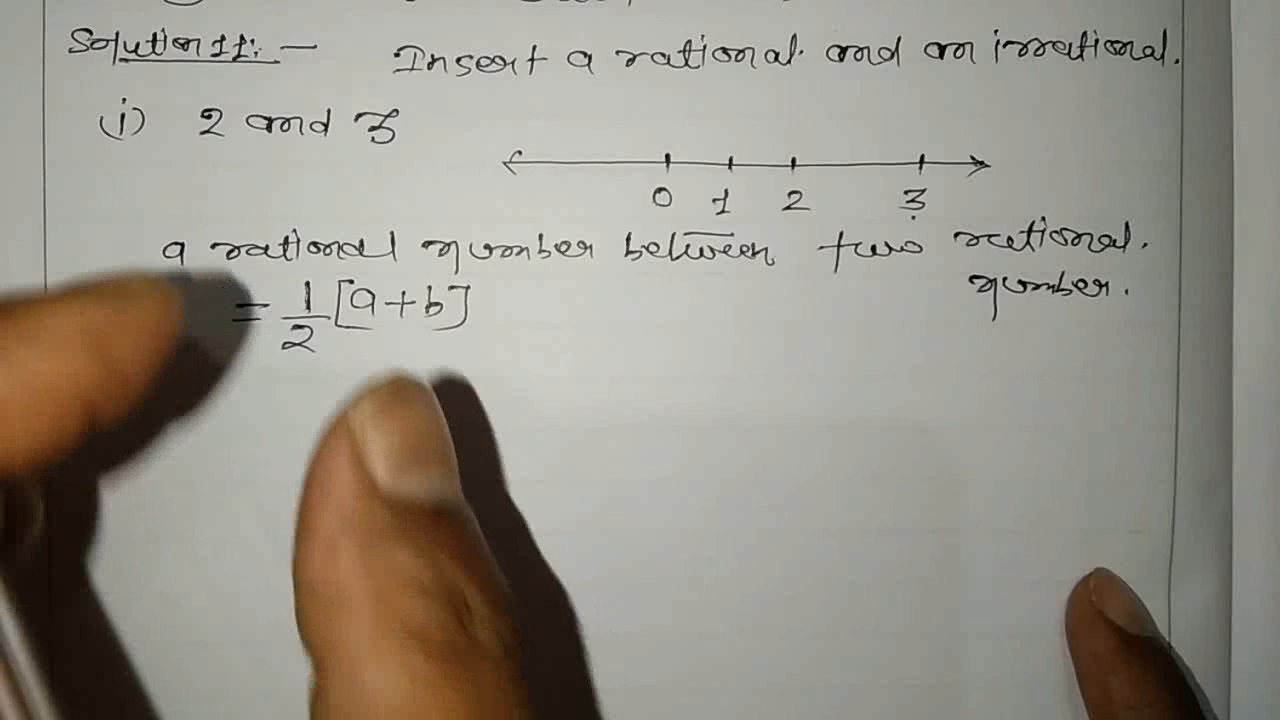 Solution 11:- Insert a rational and an irrational.
(i) 2 and 3
0 1 2 3
a rational number between two rational.
number.
= 1/2 [a+b]